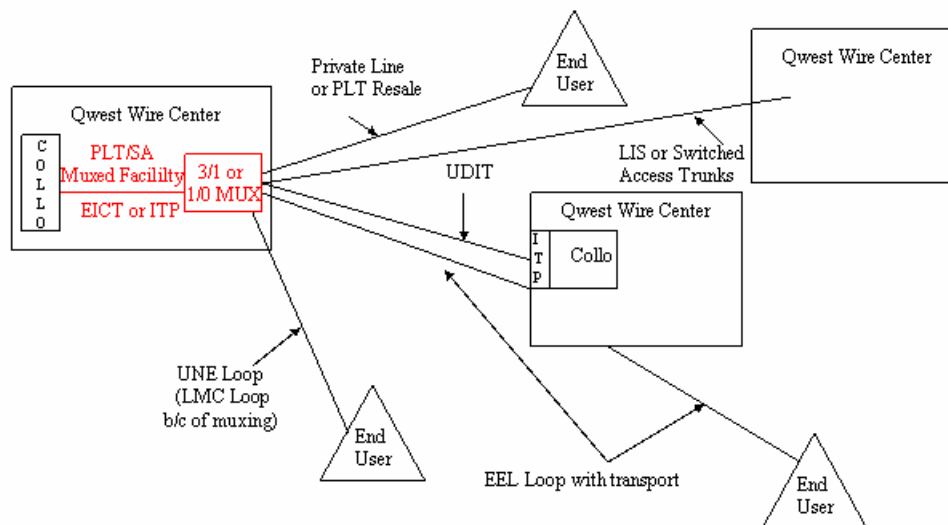 Private Line
or PLT Resale
End
User
Qwest Wire Center
Qwest Wire Center
C
O
L
L
O
PLT/SA
Muxed Facililty
EICT or ITP
3/1 or
1/0 MUX
LIS or Switched
Access Trunks
UDIT
Qwest Wire Center
I
T
P
Collo
UNE Loop
(LMC Loop
b/c of muxing)
End
User
EEL Loop with transport
End
User